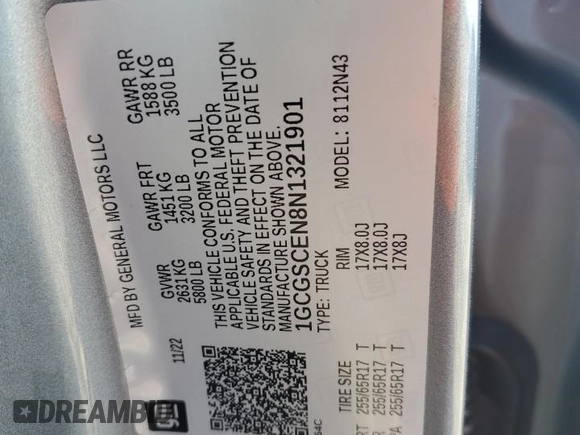 MFD BY GENERAL MOTORS LLC
11/22
GVWR GAWR FRT GAWR RR
2631 KG 1451 KG 1588 KG
5800 LB 3200 LB 3500 LB
THIS VEHICLE CONFORMS TO ALL
APPLICABLE U.S. FEDERAL MOTOR
VEHICLE SAFETY AND THEFT PREVENTION
STANDARDS IN EFFECT ON THE DATE OF
MANUFACTURE SHOWN ABOVE.
1GCGSCEN8N1321901
TYPE: TRUCK MODEL: 8112N43
TIRE SIZE RIM
255/65R17 T 17X8.0J
255/65R17 T 17X8.0J
255/65R17 T 17X8J
gm
DREAMBI